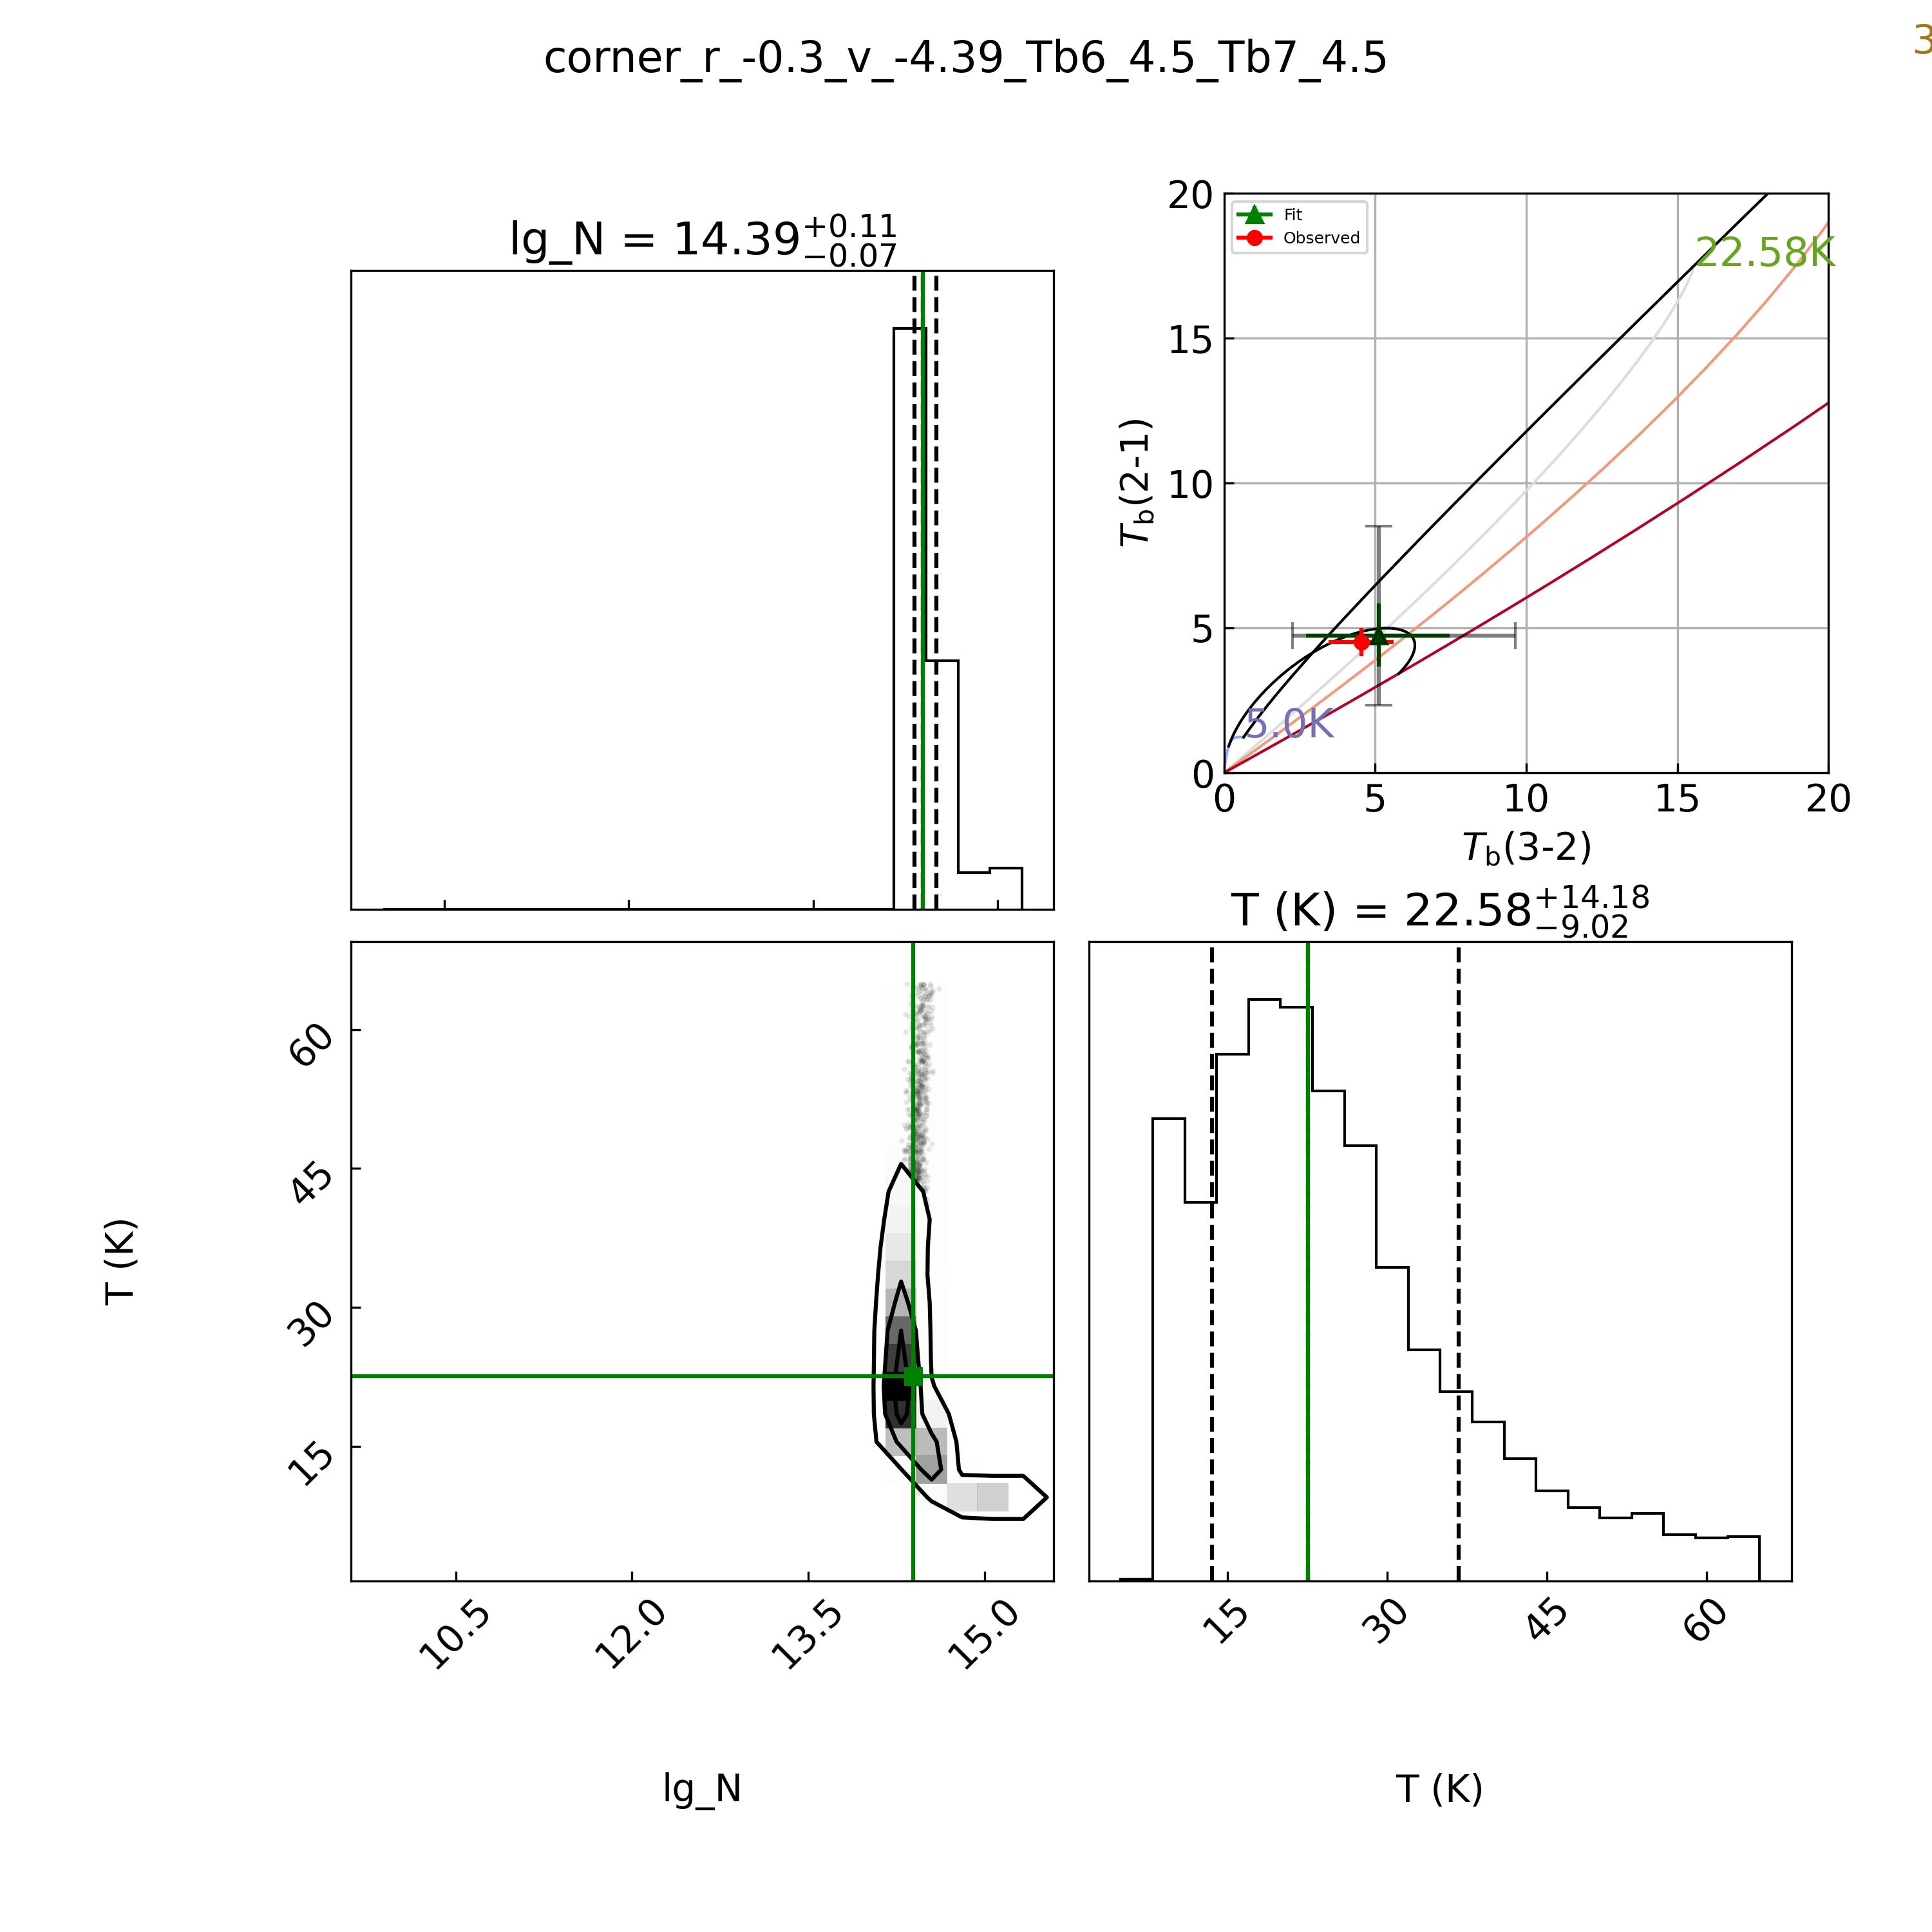 corner_r_-0.3_v_-4.39_Tb6_4.5_Tb7_4.5
3
lg_N = 14.39+0.11−0.07
Fit
Observed
22.58K
5.0K
20
15
10
5
0
Tb(2-1)
0 5 10 15 20
Tb(3-2)
T (K) = 22.58+14.18−9.02
60
45
30
15
T (K)
10.5 12.0 13.5 15.0
lg_N
15 30 45 60
T (K)